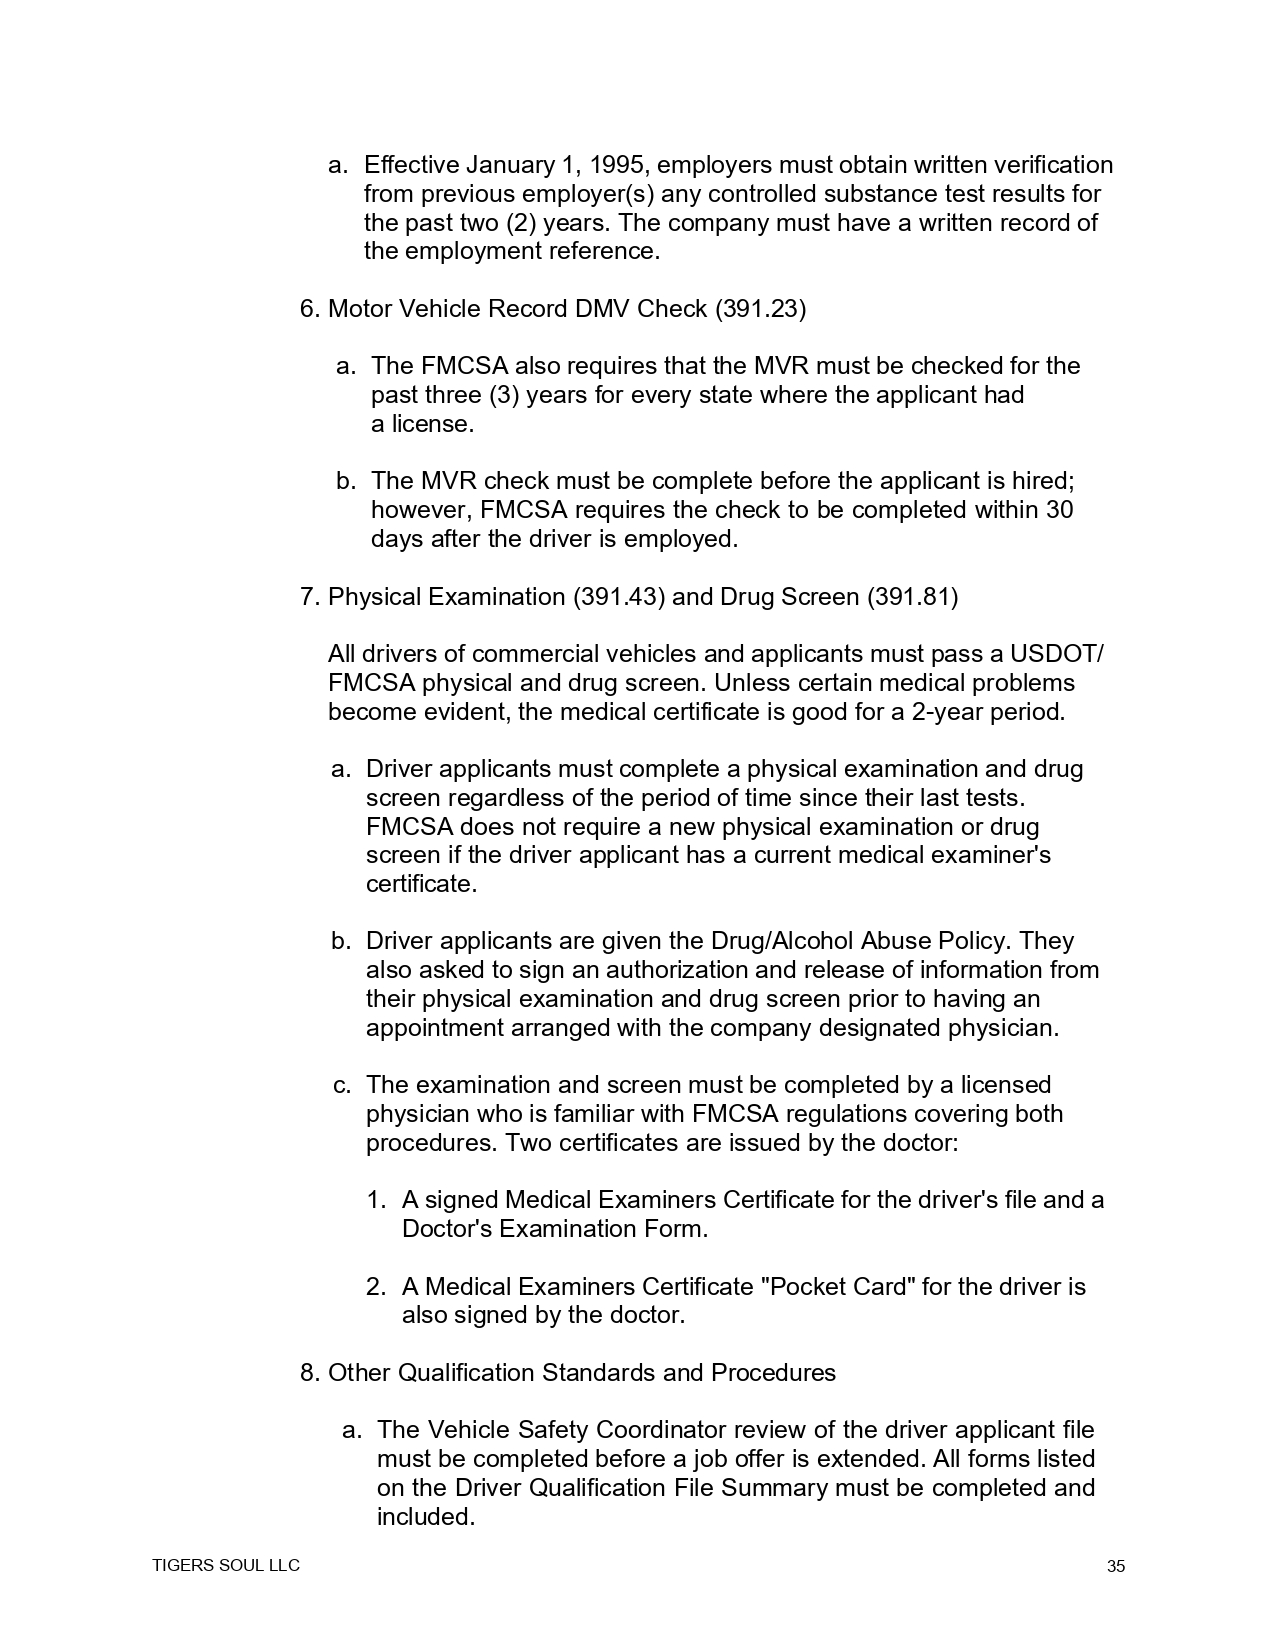 a. Effective January 1, 1995, employers must obtain written verification
from previous employer(s) any controlled substance test results for
the past two (2) years. The company must have a written record of
the employment reference.
6. Motor Vehicle Record DMV Check (391.23)
a. The FMCSA also requires that the MVR must be checked for the
past three (3) years for every state where the applicant had
a license.
b. The MVR check must be complete before the applicant is hired;
however, FMCSA requires the check to be completed within 30
days after the driver is employed.
7. Physical Examination (391.43) and Drug Screen (391.81)
All drivers of commercial vehicles and applicants must pass a USDOT/
FMCSA physical and drug screen. Unless certain medical problems
become evident, the medical certificate is good for a 2-year period.
a. Driver applicants must complete a physical examination and drug
screen regardless of the period of time since their last tests.
FMCSA does not require a new physical examination or drug
screen if the driver applicant has a current medical examiner's
certificate.
b. Driver applicants are given the Drug/Alcohol Abuse Policy. They
also asked to sign an authorization and release of information from
their physical examination and drug screen prior to having an
appointment arranged with the company designated physician.
c. The examination and screen must be completed by a licensed
physician who is familiar with FMCSA regulations covering both
procedures. Two certificates are issued by the doctor:
1. A signed Medical Examiners Certificate for the driver's file and a
Doctor's Examination Form.
2. A Medical Examiners Certificate "Pocket Card" for the driver is
also signed by the doctor.
8. Other Qualification Standards and Procedures
a. The Vehicle Safety Coordinator review of the driver applicant file
must be completed before a job offer is extended. All forms listed
on the Driver Qualification File Summary must be completed and
included.
TIGERS SOUL LLC 35